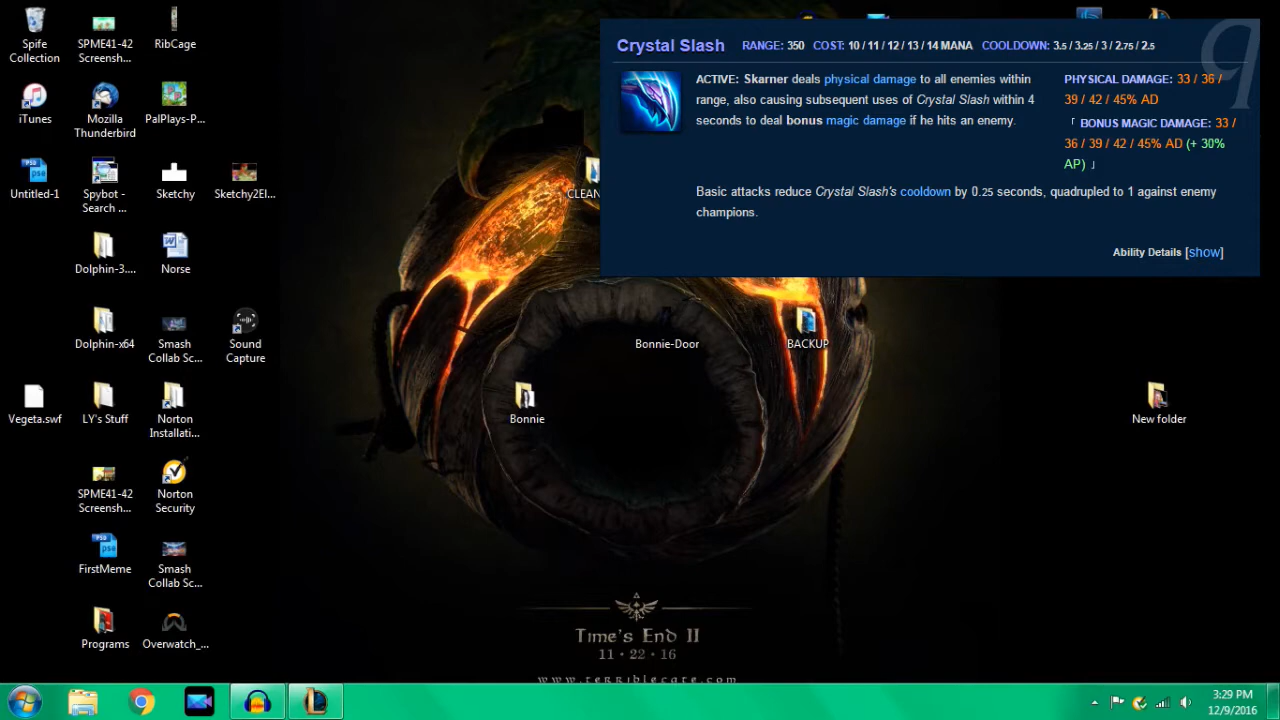 Spife
Collection
SPME41-42
Screensh...
RibCage
iTunes
Mozilla
Thunderbird
PalPlays-P...
Untitled-1
Spybot -
Search ...
Sketchy
Sketchy2El...
Dolphin-3....
Norse
Dolphin-x64
Smash
Collab Sc...
Sound
Capture
Vegeta.swf
LY's Stuff
Norton
Installati...
SPME41-42
Screensh...
Norton
Security
FirstMeme
Smash
Collab Sc...
Programs
Overwatch_...
CLEAN
Bonnie-Door
BACKUP
Bonnie
New folder
Crystal Slash RANGE: 350 COST: 10 / 11 / 12 / 13 / 14 MANA COOLDOWN: 3.5 / 3.25 / 3 / 2.75 / 2.5
q
ACTIVE: Skarner deals physical damage to all enemies within
range, also causing subsequent uses of Crystal Slash within 4
seconds to deal bonus magic damage if he hits an enemy.
PHYSICAL DAMAGE: 33 / 36 /
39 / 42 / 45% AD
「 BONUS MAGIC DAMAGE: 33 /
36 / 39 / 42 / 45% AD (+ 30%
AP) 」
Basic attacks reduce Crystal Slash's cooldown by 0.25 seconds, quadrupled to 1 against enemy
champions.
Ability Details [show]
Time's End II
11 · 22 · 16
www.terriblecare.com
3:29 PM
12/9/2016